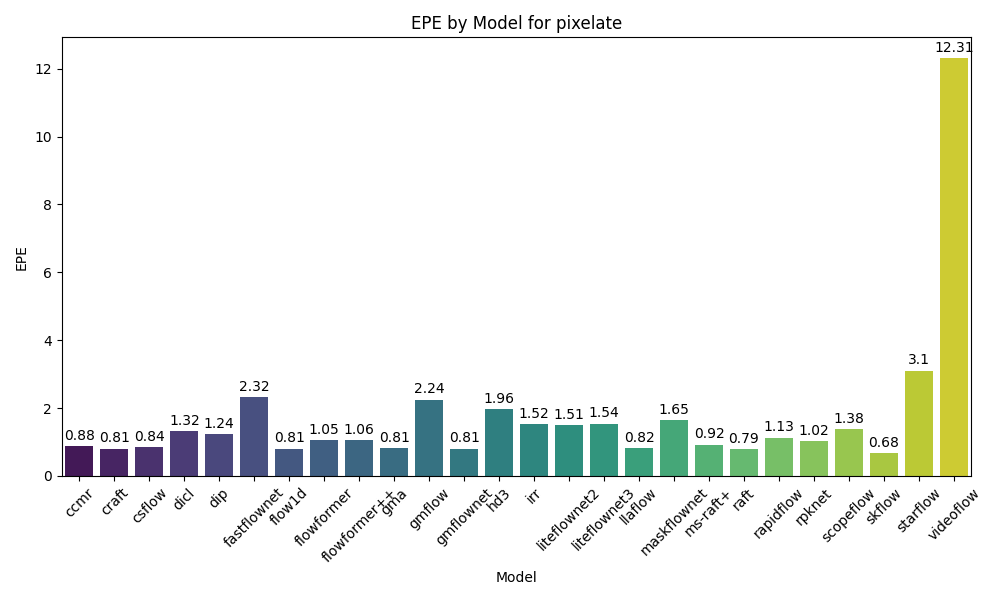 EPE by Model for pixelate
EPE
12
10
8
6
4
2
0
0.88
0.81
0.84
1.32
1.24
2.32
0.81
1.05
1.06
0.81
2.24
0.81
1.96
1.52
1.51
1.54
0.82
1.65
0.92
0.79
1.13
1.02
1.38
0.68
3.1
12.31
ccmr
craft
csflow
dicl
dip
fastflownet
flow1d
flowformer
flowformer++
gma
gmflow
gmflownet
hd3
irr
liteflownet2
liteflownet3
llaflow
maskflownet
ms-raft+
raft
rapidflow
rpknet
scopeflow
skflow
starflow
videoflow
Model